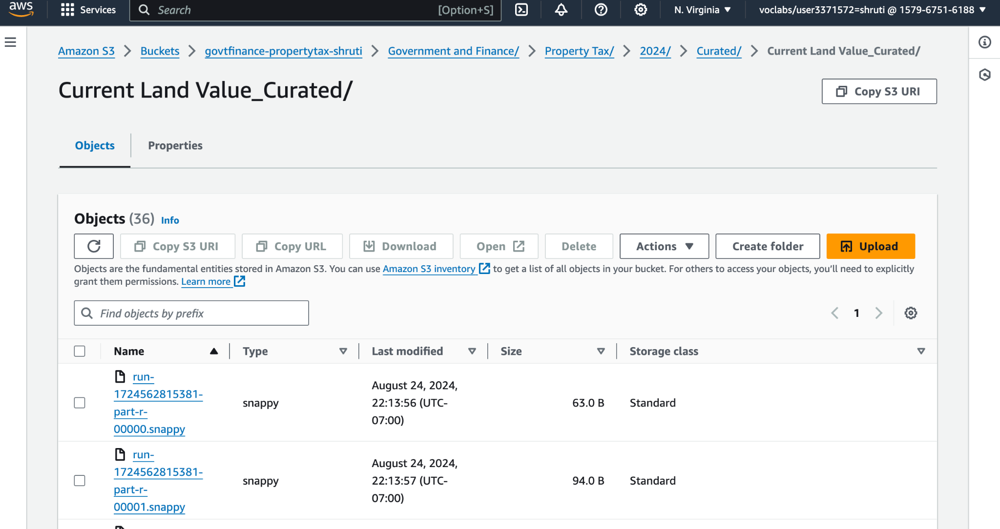 aws Services Search [Option+S] N. Virginia voclabs/user3371572=shruti @ 1579-6751-6188
Amazon S3 Buckets govtfinance-propertytax-shruti Government and Finance/ Property Tax/ 2024/ Curated/ Current Land Value_Curated/
Current Land Value_Curated/
Copy S3 URI
Objects Properties
Objects (36) Info
Copy S3 URI Copy URL Download Open Delete Actions Create folder Upload
Objects are the fundamental entities stored in Amazon S3. You can use Amazon S3 inventory to get a list of all objects in your bucket. For others to access your objects, you’ll need to explicitly
grant them permissions. Learn more
Find objects by prefix
1
Name Type Last modified Size Storage class
run-
1724562815381-
part-r-
00000.snappy
snappy
August 24, 2024,
22:13:56 (UTC-
07:00)
63.0 B
Standard
run-
1724562815381-
part-r-
00001.snappy
snappy
August 24, 2024,
22:13:57 (UTC-
07:00)
94.0 B
Standard